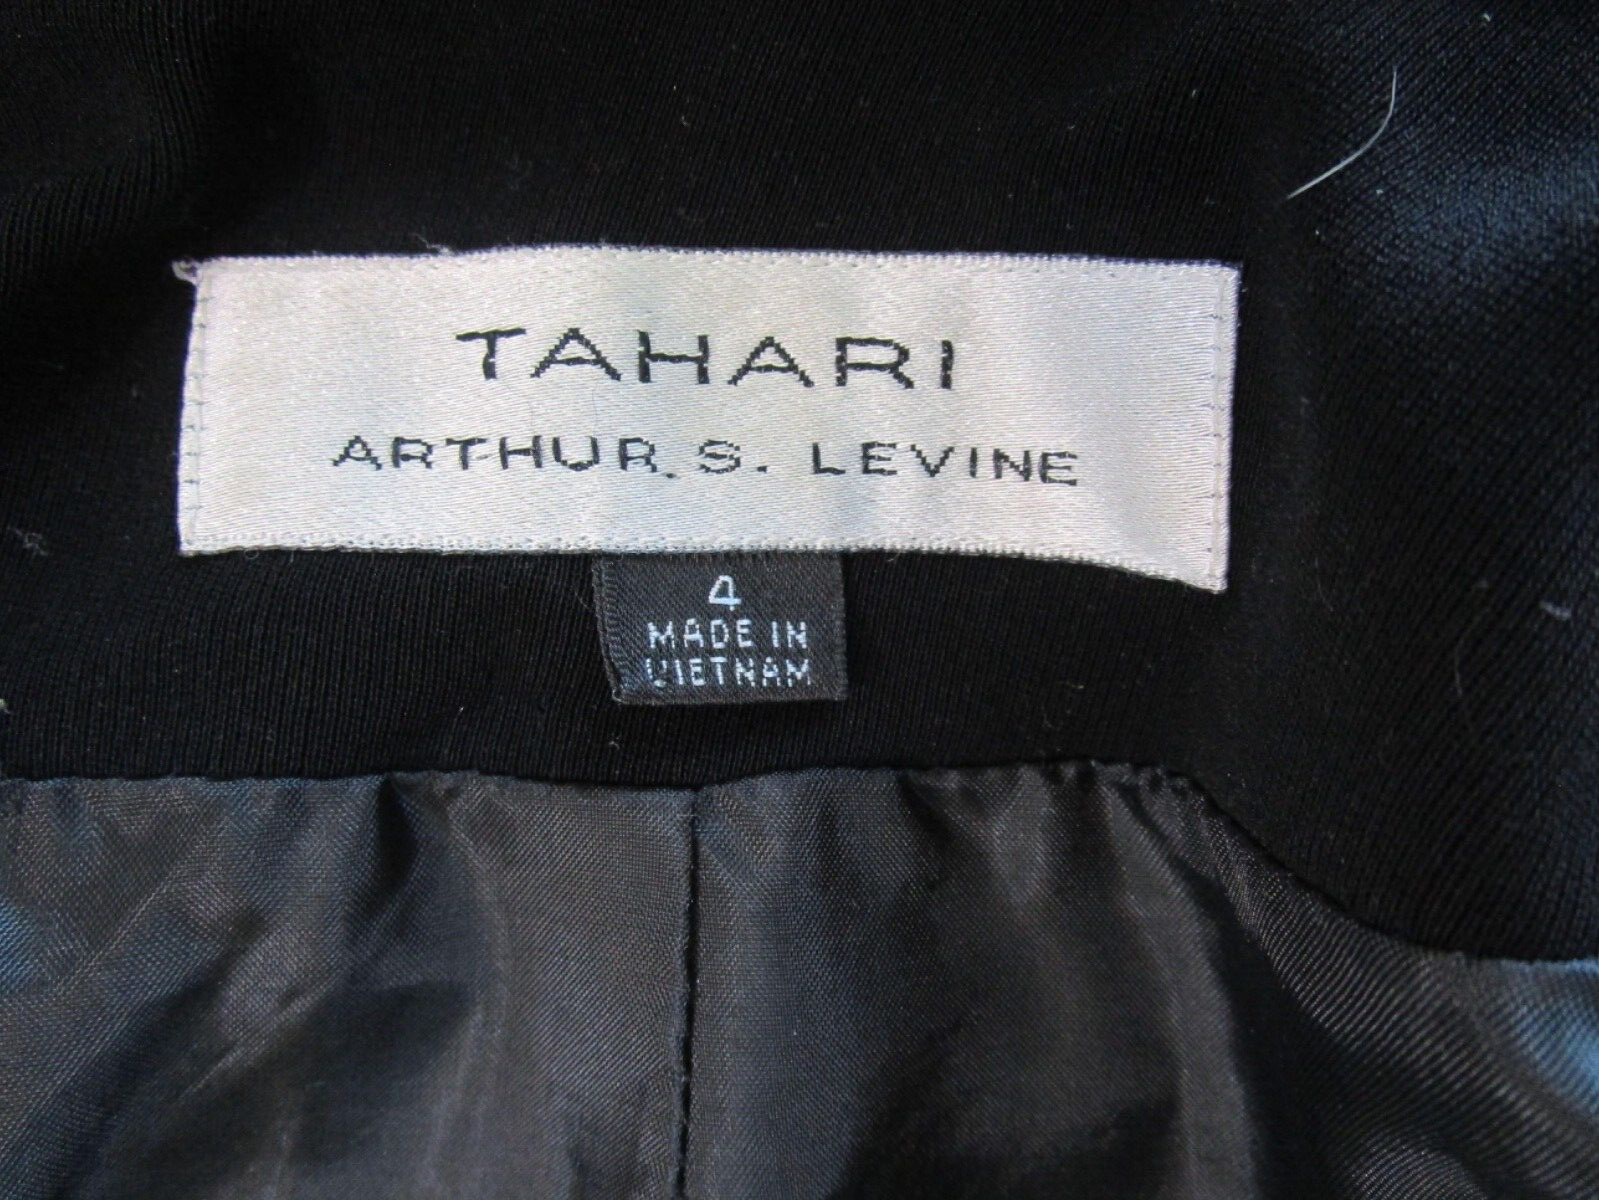 TAHARI
ARTHUR. S. LEVINE
4
MADE IN
VIETNAM